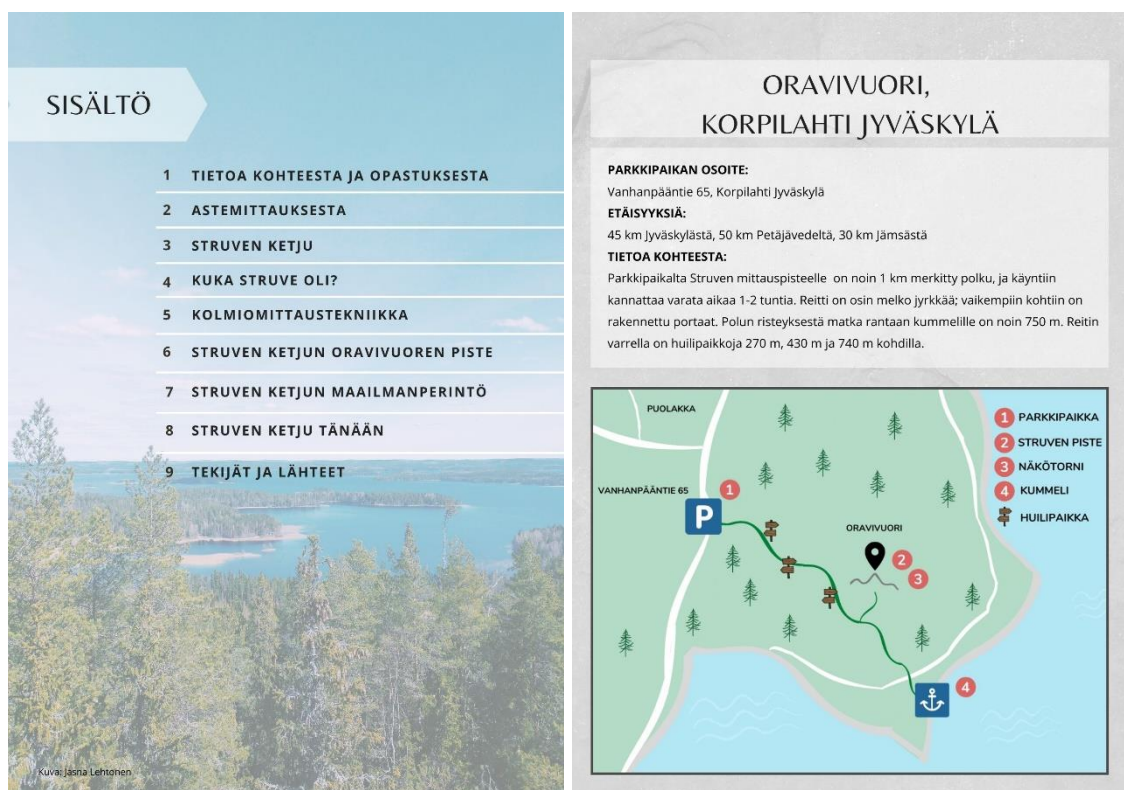 SISÄLTÖ
1 TIETOA KOHTEESTA JA OPASTUKSESTA
2 ASTEMITTAUKSESTA
3 STRUVEN KETJU
4 KUKA STRUVE OLI?
5 KOLMIOMITTAUSTEKNIIKKA
6 STRUVEN KETJUN ORAVIVUOREN PISTE
7 STRUVEN KETJUN MAAILMANPERINTÖ
8 STRUVEN KETJU TÄNÄÄN
9 TEKIJÄT JA LÄHTEET
Kuva: Jasna Lehtonen
ORAVIVUORI,
KORPILAHTI JYVÄSKYLÄ
PARKKIPAIKAN OSOITE:
Vanhanpääntie 65, Korpilahti Jyväskylä
ETÄISYYKSIÄ:
45 km Jyväskylästä, 50 km Petäjävedeltä, 30 km Jämsästä
TIETOA KOHTEESTA:
Parkkipaikalta Struven mittauspisteelle on noin 1 km merkitty polku, ja käyntiin
kannattaa varata aikaa 1-2 tuntia. Reitti on osin melko jyrkkää; vaikempiin kohtiin on
rakennettu portaat. Polun risteyksestä matka rantaan kummelille on noin 750 m. Reitin
varrella on huilipaikkoja 270 m, 430 m ja 740 m kohdilla.
PUOLAKKA
VANHANPÄÄNTIE 65
1
P
ORAVIVUORI
2
3
4
1 PARKKIPAIKKA
2 STRUVEN PISTE
3 NÄKÖTORNI
4 KUMMELI
HUILIPAIKKA